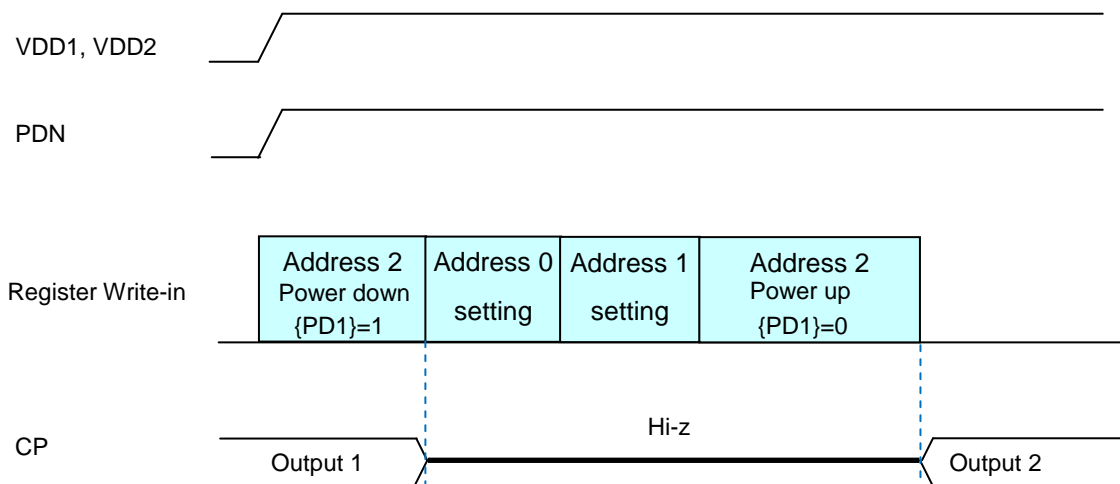 VDD1, VDD2
PDN
Register Write-in
Address 2
Power down
{PD1}=1
Address 0
setting
Address 1
setting
Address 2
Power up
{PD1}=0
CP
Output 1
Hi-z
Output 2